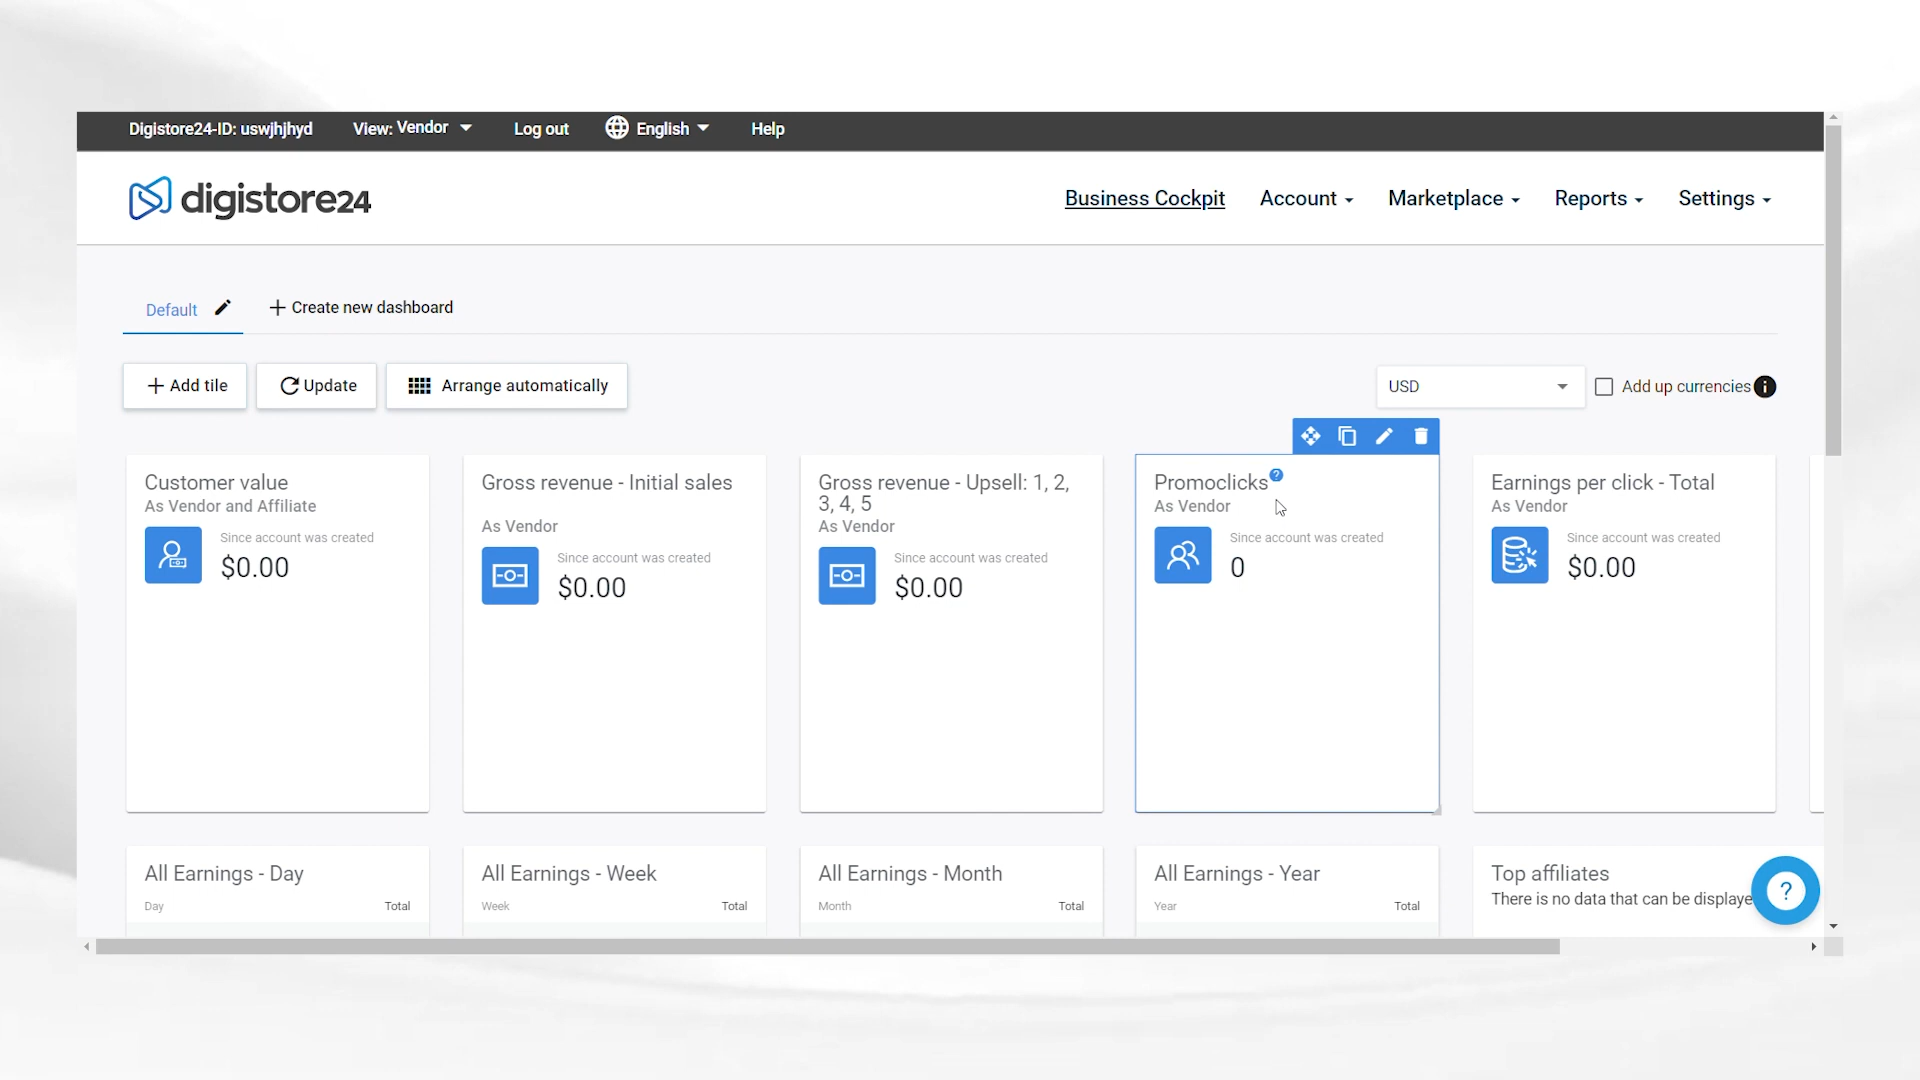 Digistore24-ID: uswjhjhyd View: Vendor Log out English Help
digistore24 Business Cockpit Account Marketplace Reports Settings
Default + Create new dashboard
+ Add tile Update Arrange automatically USD Add up currencies i
Customer value
As Vendor and Affiliate
Since account was created
$0.00
Gross revenue - Initial sales
As Vendor
Since account was created
$0.00
Gross revenue - Upsell: 1, 2,
3, 4, 5
As Vendor
Since account was created
$0.00
Promoclicks ?
As Vendor
Since account was created
0
Earnings per click - Total
As Vendor
Since account was created
$0.00
All Earnings - Day
Day Total
All Earnings - Week
Week Total
All Earnings - Month
Month Total
All Earnings - Year
Year Total
Top affiliates
There is no data that can be displaye
?